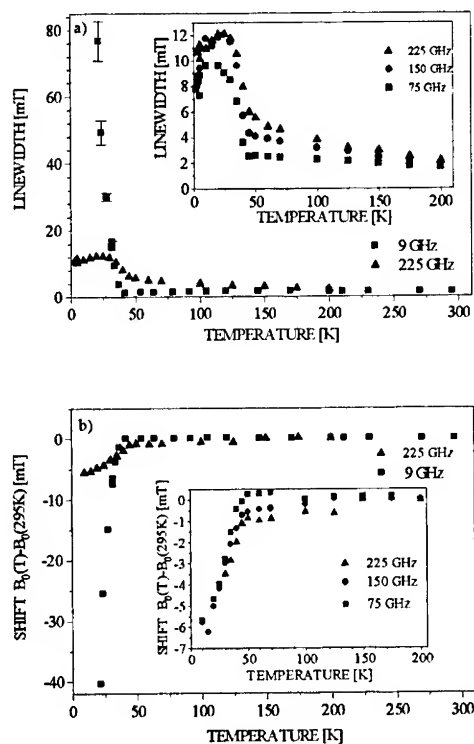 a)
LINEWIDTH [mT]
80
60
40
20
0
0 50 100 150 200 250 300
TEMPERATURE [K]
9 GHz
225 GHz
LINEWIDTH [mT]
12
10
8
6
4
2
0
0 50 100 150 200
TEMPERATURE [K]
225 GHz
150 GHz
75 GHz
b)
SHIFT B₀(T)-B₀(295K) [mT]
0
-10
-20
-30
-40
0 50 100 150 200 250 300
TEMPERATURE [K]
225 GHz
9 GHz
SHIFT B₀(T)-B₀(295K) [mT]
0
-1
-2
-3
-4
-5
-6
-7
0 50 100 150 200
TEMPERATURE [K]
225 GHz
150 GHz
75 GHz